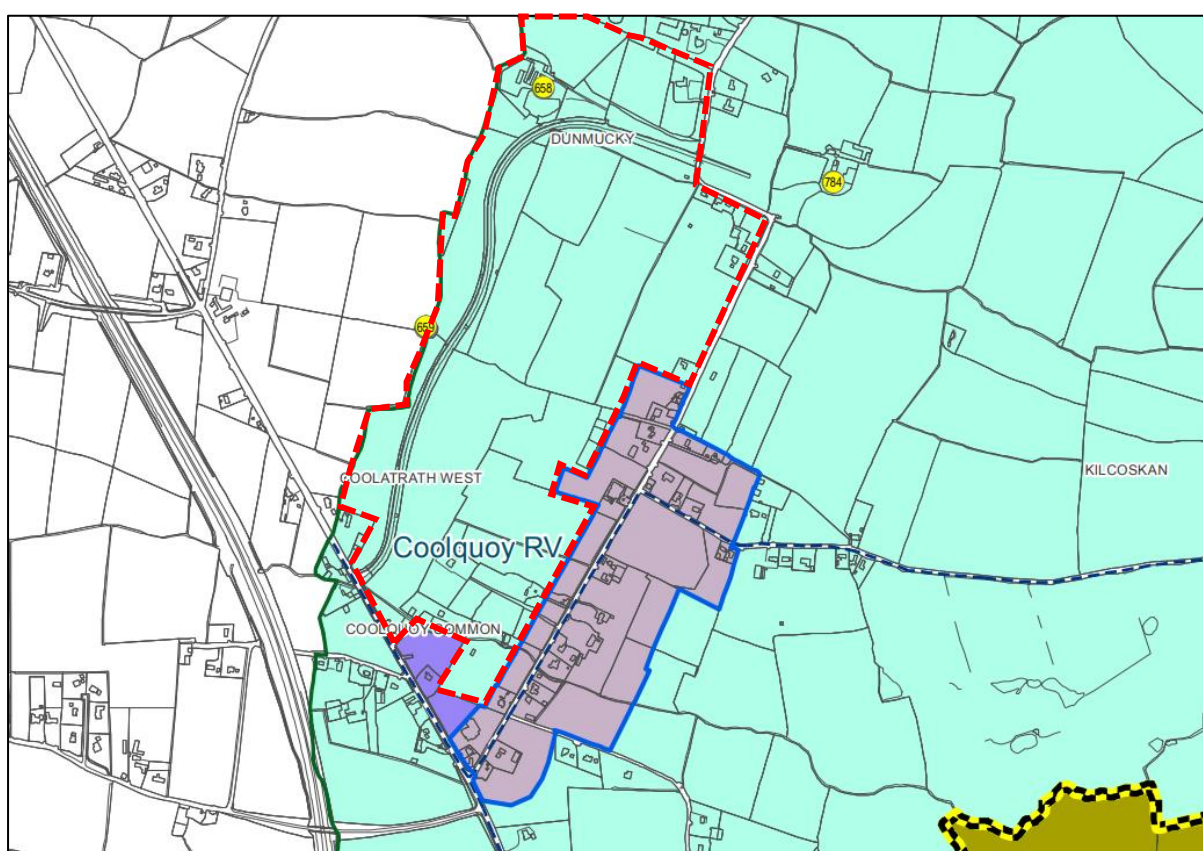 658
DUNMUCKY
784
659
KILCOSKAN
COOLATRATH WEST
Coolquoy RV
COOLQUOY COMMON